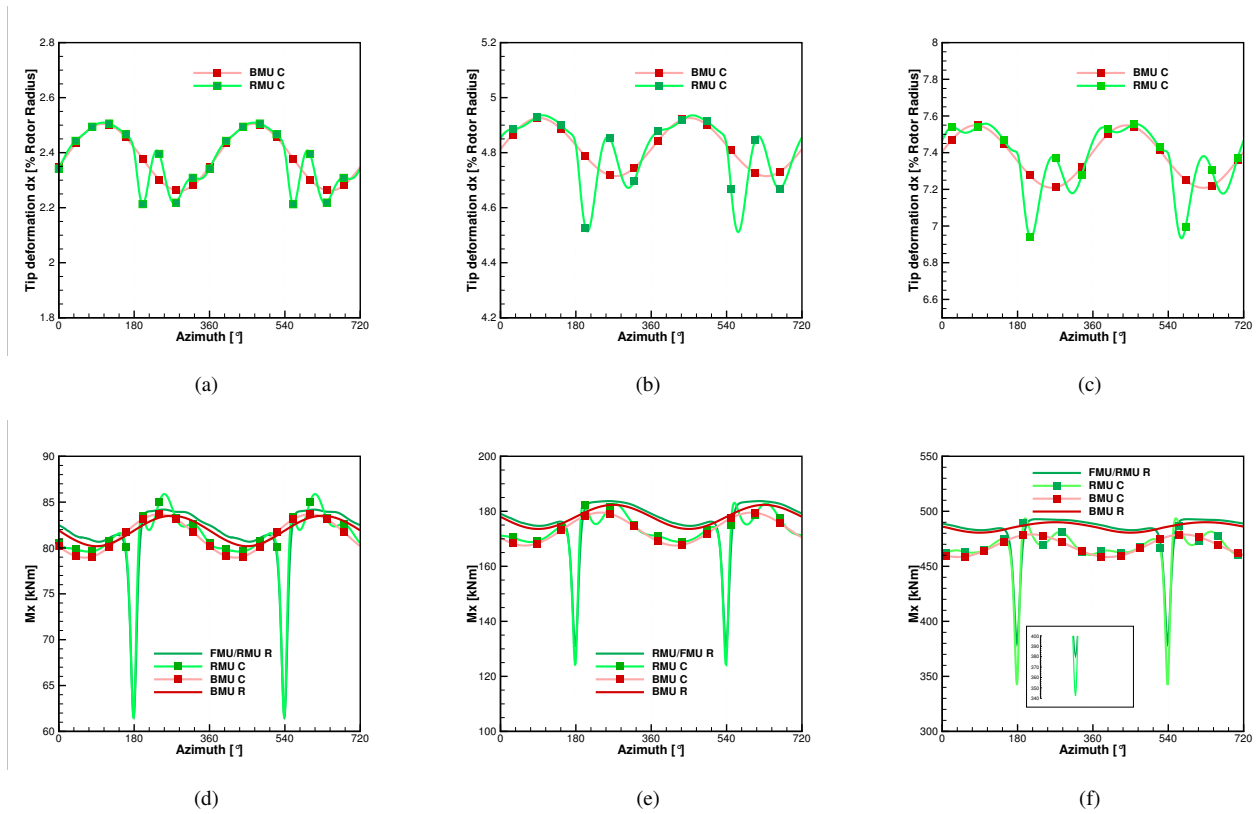 2.8
2.6
2.4
2.2
2
1.8
Tip deformation dx [% Rotor Radius]
BMU C
RMU C
0 180 360 540 720
Azimuth [°]
(a)
5.2
5
4.8
4.6
4.4
4.2
Tip deformation dx [% Rotor Radius]
BMU C
RMU C
0 180 360 540 720
Azimuth [°]
(b)
8
7.8
7.6
7.4
7.2
7
6.8
6.6
Tip deformation dx [% Rotor Radius]
BMU C
RMU C
0 180 360 540 720
Azimuth [°]
(c)
90
85
80
75
70
65
60
Mx [kNm]
FMU/RMU R
RMU C
BMU C
BMU R
0 180 360 540 720
Azimuth [°]
(d)
200
180
160
140
120
100
Mx [kNm]
RMU/FMU R
RMU C
BMU C
BMU R
0 180 360 540 720
Azimuth [°]
(e)
550
500
450
400
350
300
Mx [kNm]
FMU/RMU R
RMU C
BMU C
BMU R
400
390
380
370
360
350
340
0 180 360 540 720
Azimuth [°]
(f)